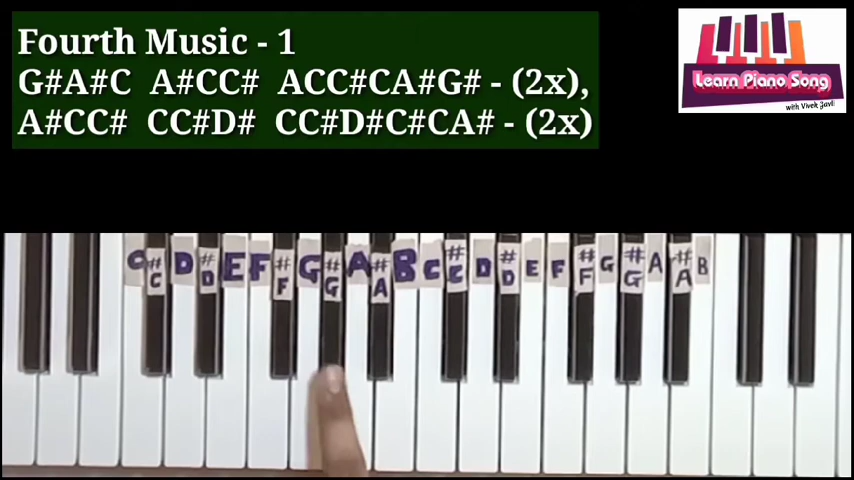 Fourth Music - 1
G#A#C A#CC# ACC#CA#G# - (2x),
A#CC# CC#D# CC#D#C#CA# - (2x)
Learn Piano Song
with Vivek Javli
C #C D #D E F #F G #G A #A B C #C D #D E F #F G #G A #A B